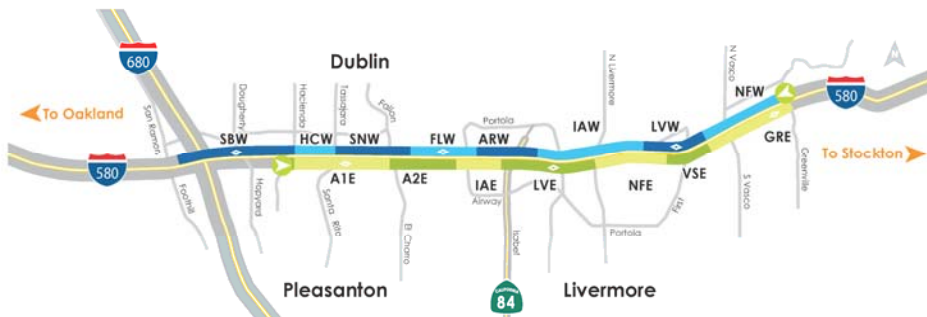 680
Dublin
N
To Oakland
San Ramon
Dougherty
Hacienda
Tassajara
Fallon
Portola
N Livermore
N Vasco
NFW
580
SBW
HCW
SNW
FLW
ARW
IAW
LVW
GRE
To Stockton
580
A1E
A2E
IAE
LVE
NFE
VSE
Airway
Foothill
Hopyard
Santa Rita
El Charro
Isabel
First
Portola
S Vasco
Greenville
Pleasanton
84
Livermore